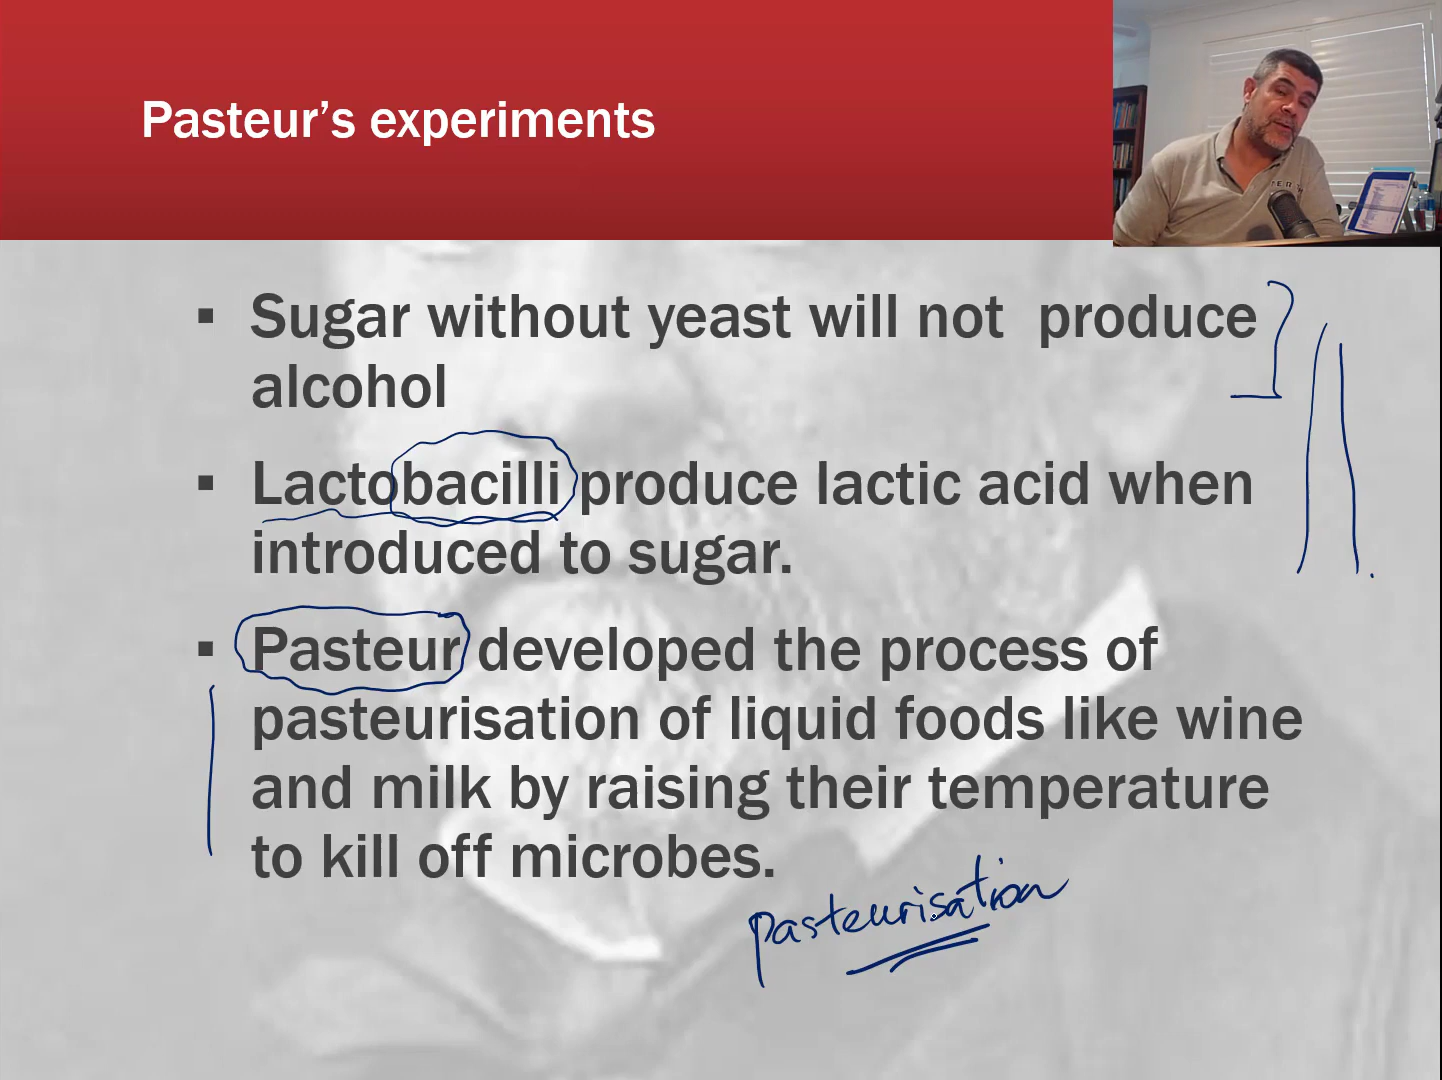 Pasteur’s experiments
▪ Sugar without yeast will not produce
alcohol
▪ Lactobacilli produce lactic acid when
introduced to sugar.
▪ Pasteur developed the process of
pasteurisation of liquid foods like wine
and milk by raising their temperature
to kill off microbes.
pasteurisation